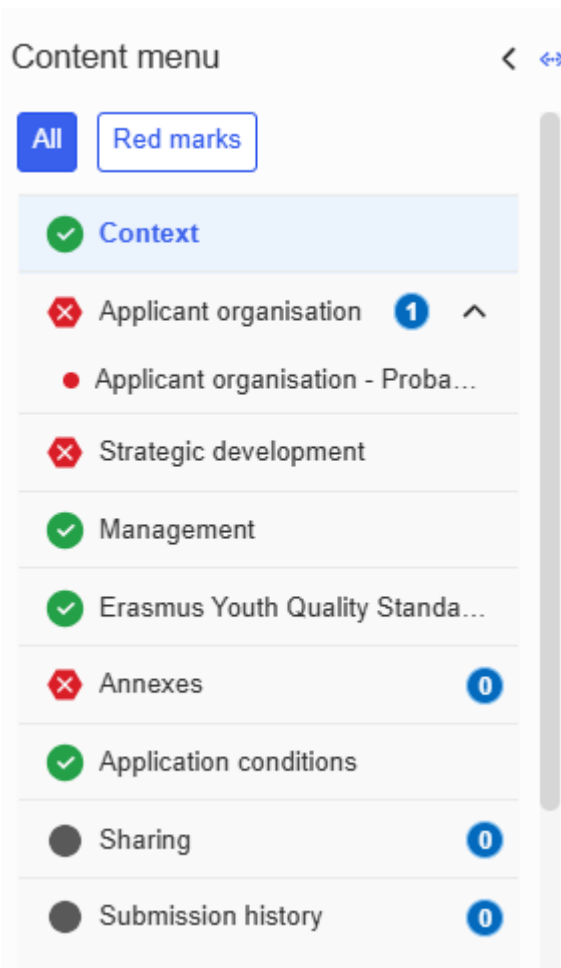 Content menu
All Red marks
Context
Applicant organisation 1
Applicant organisation - Proba...
Strategic development
Management
Erasmus Youth Quality Standa...
Annexes 0
Application conditions
Sharing 0
Submission history 0